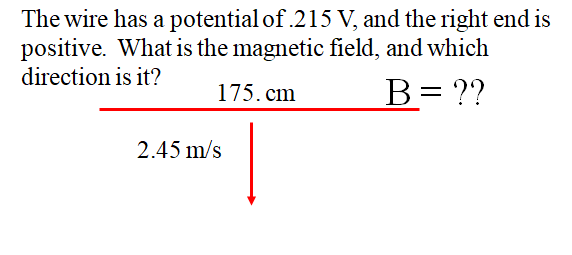 The wire has a potential of .215 V, and the right end is
positive. What is the magnetic field, and which
direction is it?
175. cm
B = ??
2.45 m/s